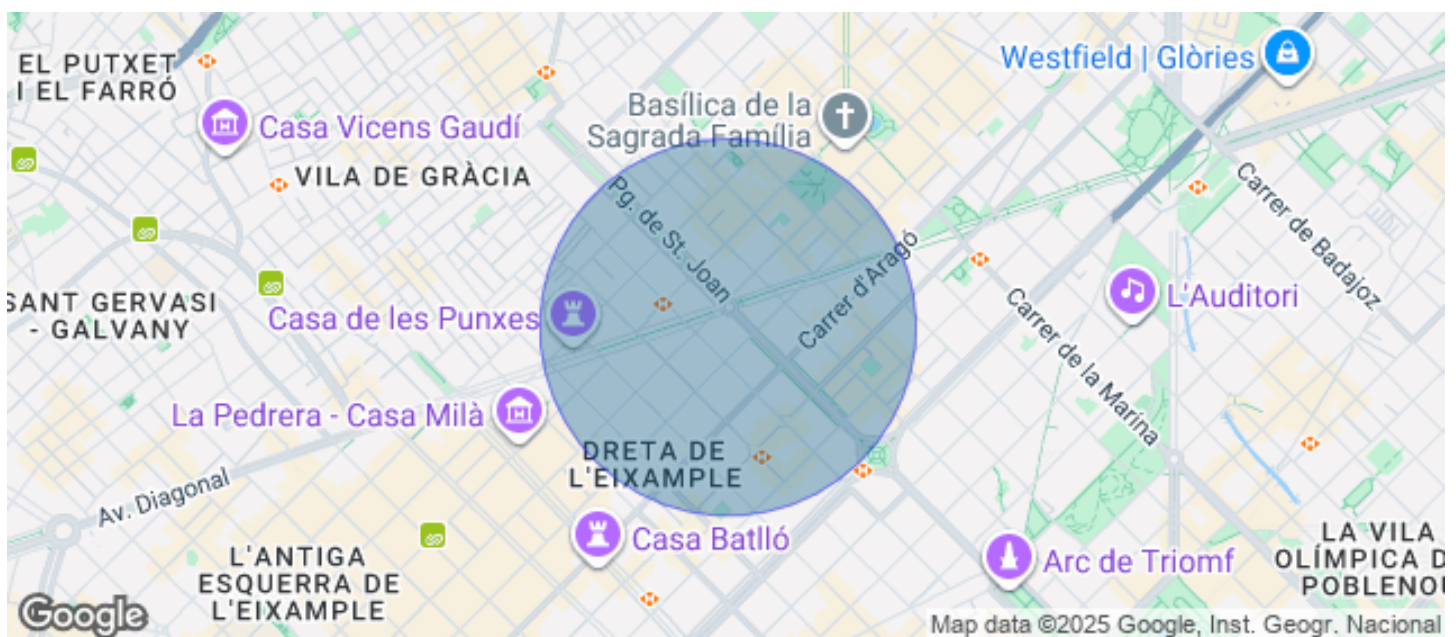 EL PUTXET
I EL FARRÓ
Westfield | Glòries
Basílica de la
Sagrada Família
Casa Vicens Gaudí
VILA DE GRÀCIA
Pg. de St. Joan
Carrer de Badajoz
Carrer d'Aragó
SANT GERVASI
- GALVANY
Casa de les Punxes
L'Auditori
Carrer de la Marina
La Pedrera - Casa Milà
DRETA DE
L'EIXAMPLE
Av. Diagonal
Casa Batlló
Arc de Triomf
L'ANTIGA
ESQUERRA DE
L'EIXAMPLE
LA VILA
OLÍMPICA D
POBLENOU
Google
Map data ©2025 Google, Inst. Geogr. Nacional